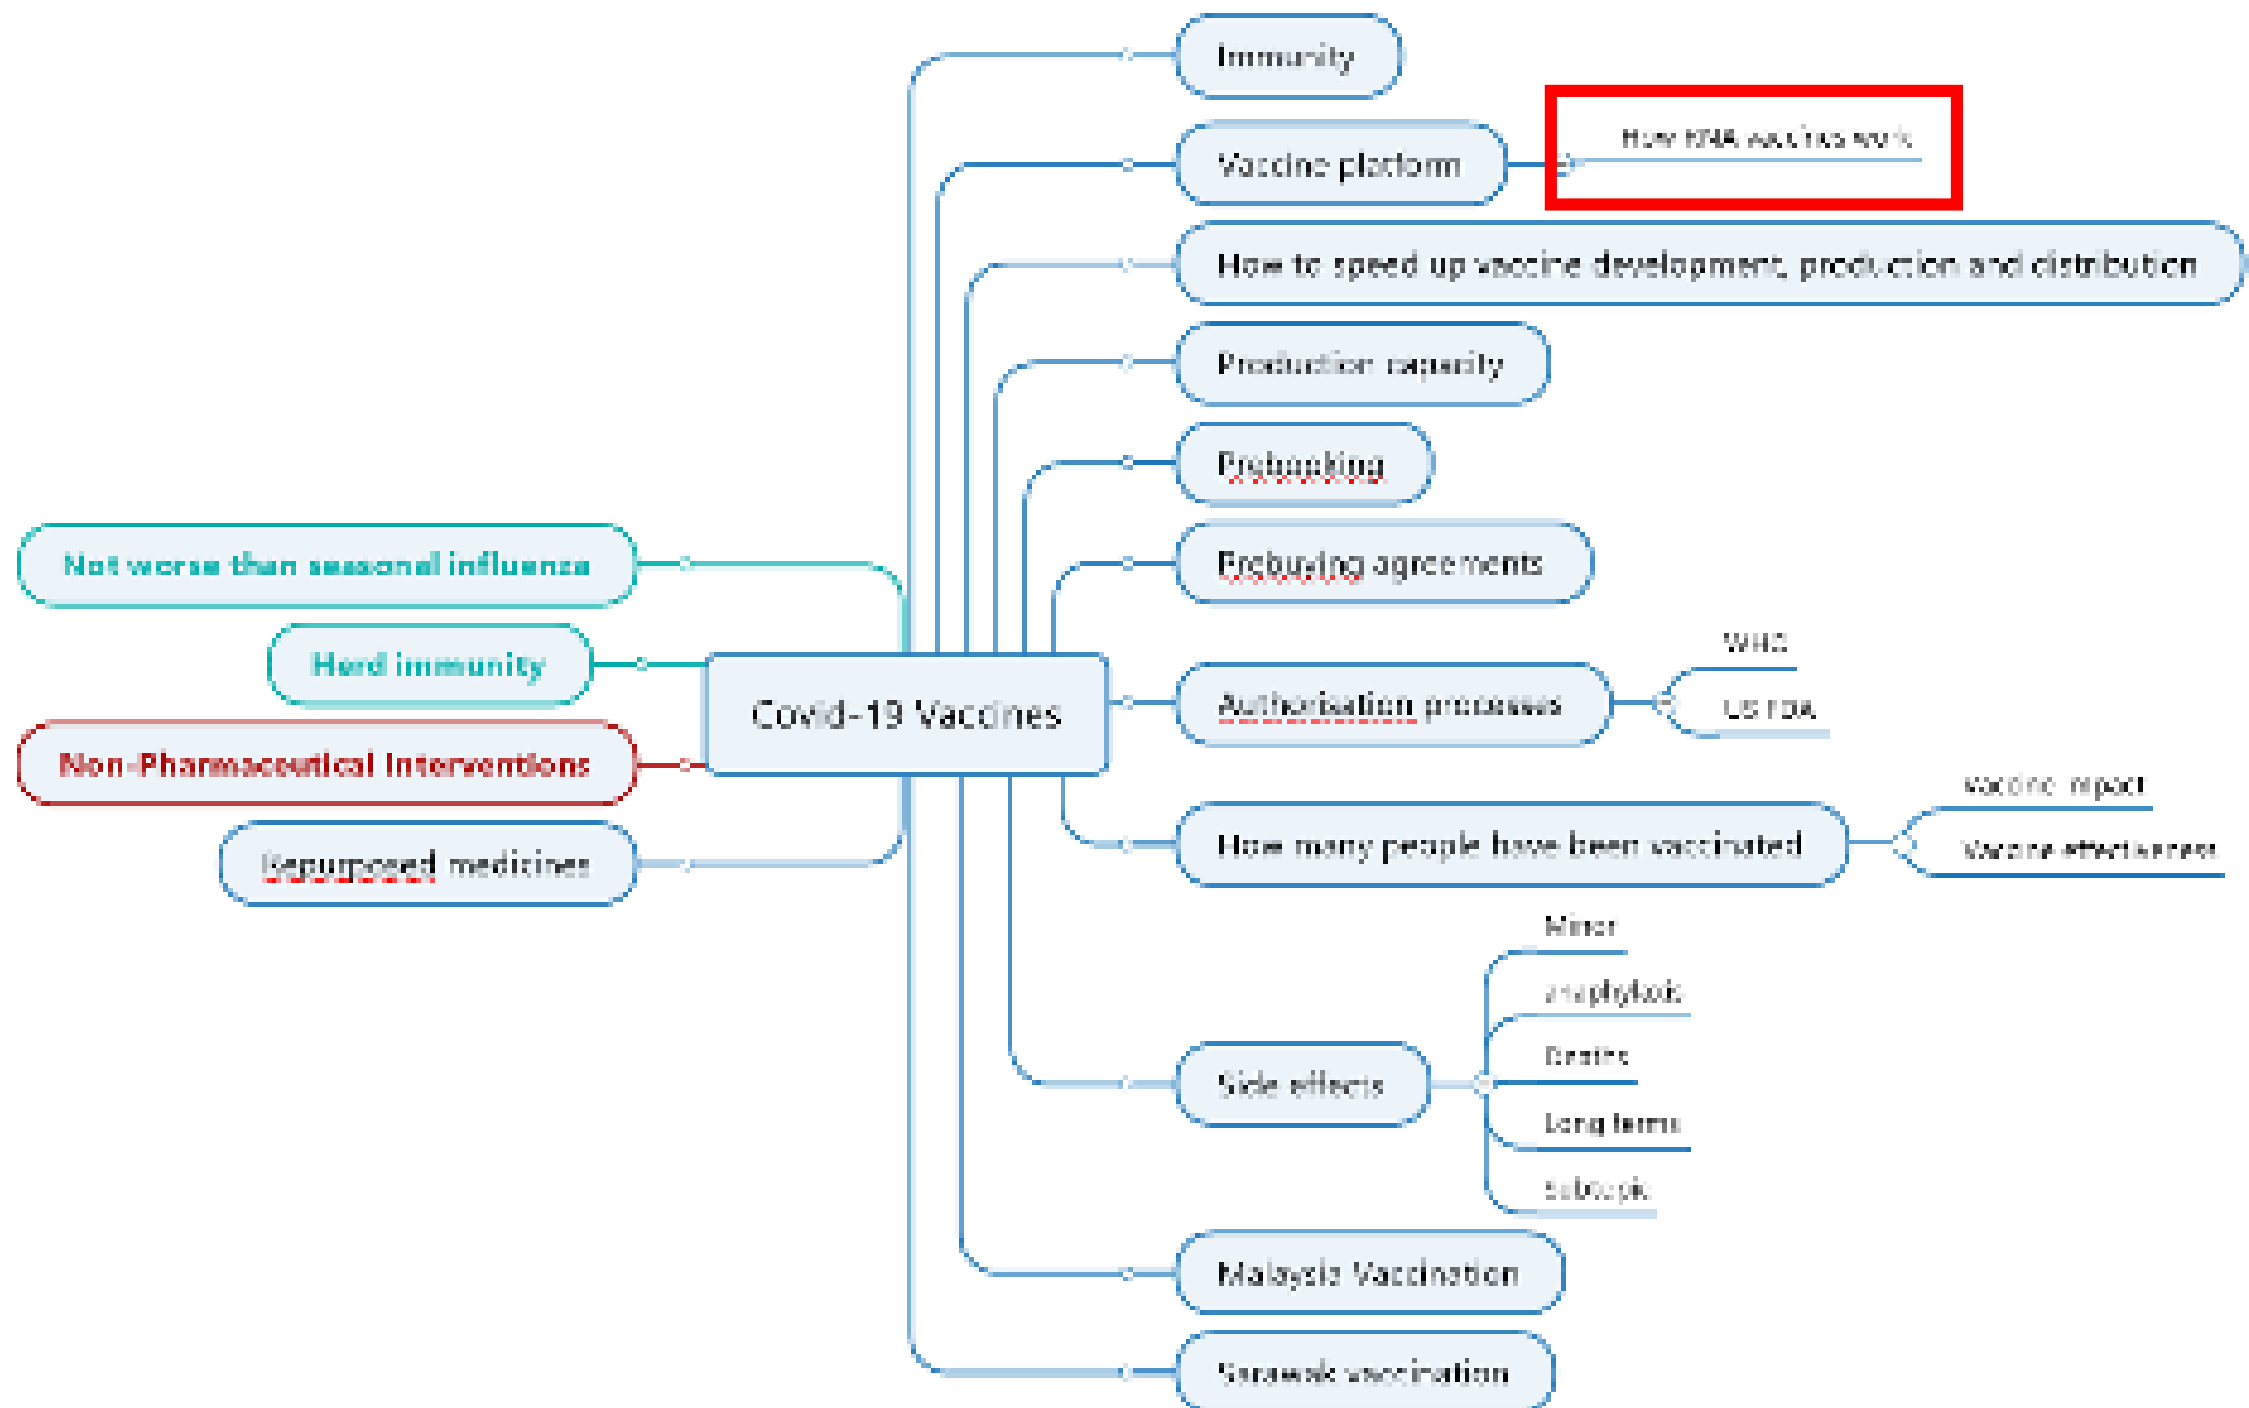 Immunity
Vaccine platform
How RNA vaccines work
How to speed up vaccine development, production and distribution
Production capacity
Prebooking
Prebuying agreements
Not worse than seasonal influenza
Herd immunity
Non-Pharmaceutical Interventions
Repurposed medicines
Covid-19 Vaccines
Authorisation processes
WHO
US FDA
How many people have been vaccinated
Vaccine impact
Vaccine effectiveness
Side effects
Minor
anaphylaxis
Deaths
Long terms
Subtopic
Malaysia Vaccination
Sarawak vaccination